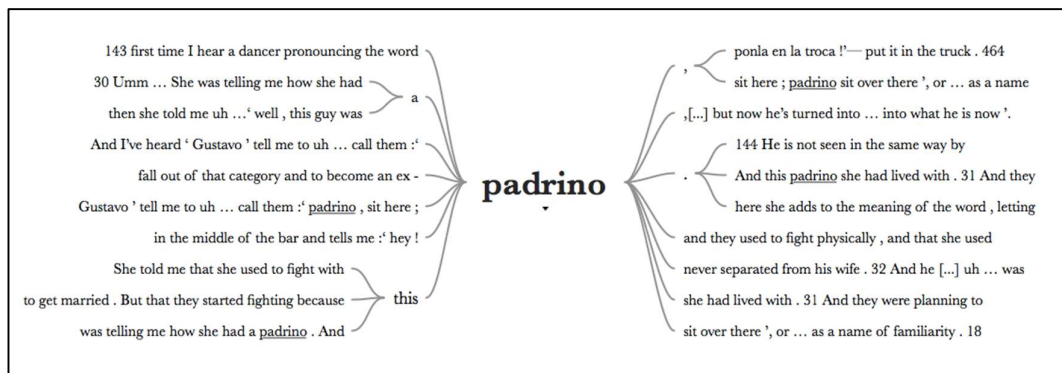 143 first time I hear a dancer pronouncing the word
30 Umm … She was telling me how she had
then she told me uh …‘ well , this guy was
a
And I’ve heard ‘ Gustavo ’ tell me to uh … call them :‘
fall out of that category and to become an ex -
Gustavo ’ tell me to uh … call them :‘ padrino , sit here ;
in the middle of the bar and tells me :‘ hey !
She told me that she used to fight with
to get married . But that they started fighting because
was telling me how she had a padrino . And
this
padrino
,
ponla en la troca !’— put it in the truck . 464
sit here ; padrino sit over there ’, or … as a name
,[...] but now he’s turned into … into what he is now ’.
.
144 He is not seen in the same way by
And this padrino she had lived with . 31 And they
here she adds to the meaning of the word , letting
and they used to fight physically , and that she used
never separated from his wife . 32 And he [...] uh … was
she had lived with . 31 And they were planning to
sit over there ’, or … as a name of familiarity . 18